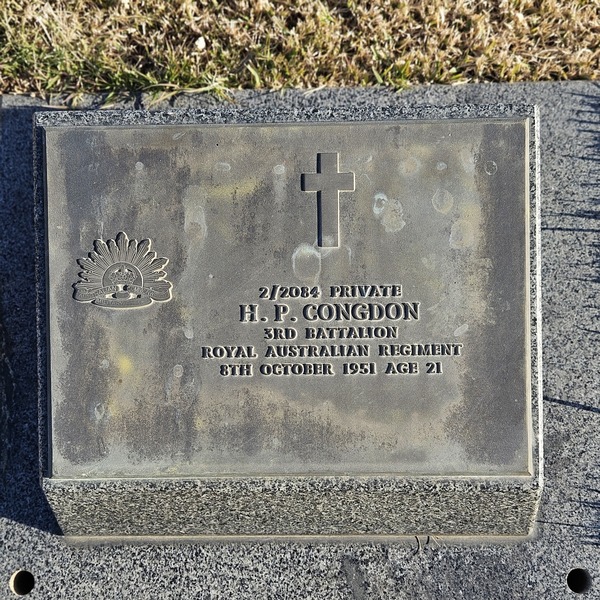 2/2084 PRIVATE
H. P. CONGDON
3RD BATTALION
ROYAL AUSTRALIAN REGIMENT
8TH OCTOBER 1951 AGE 21